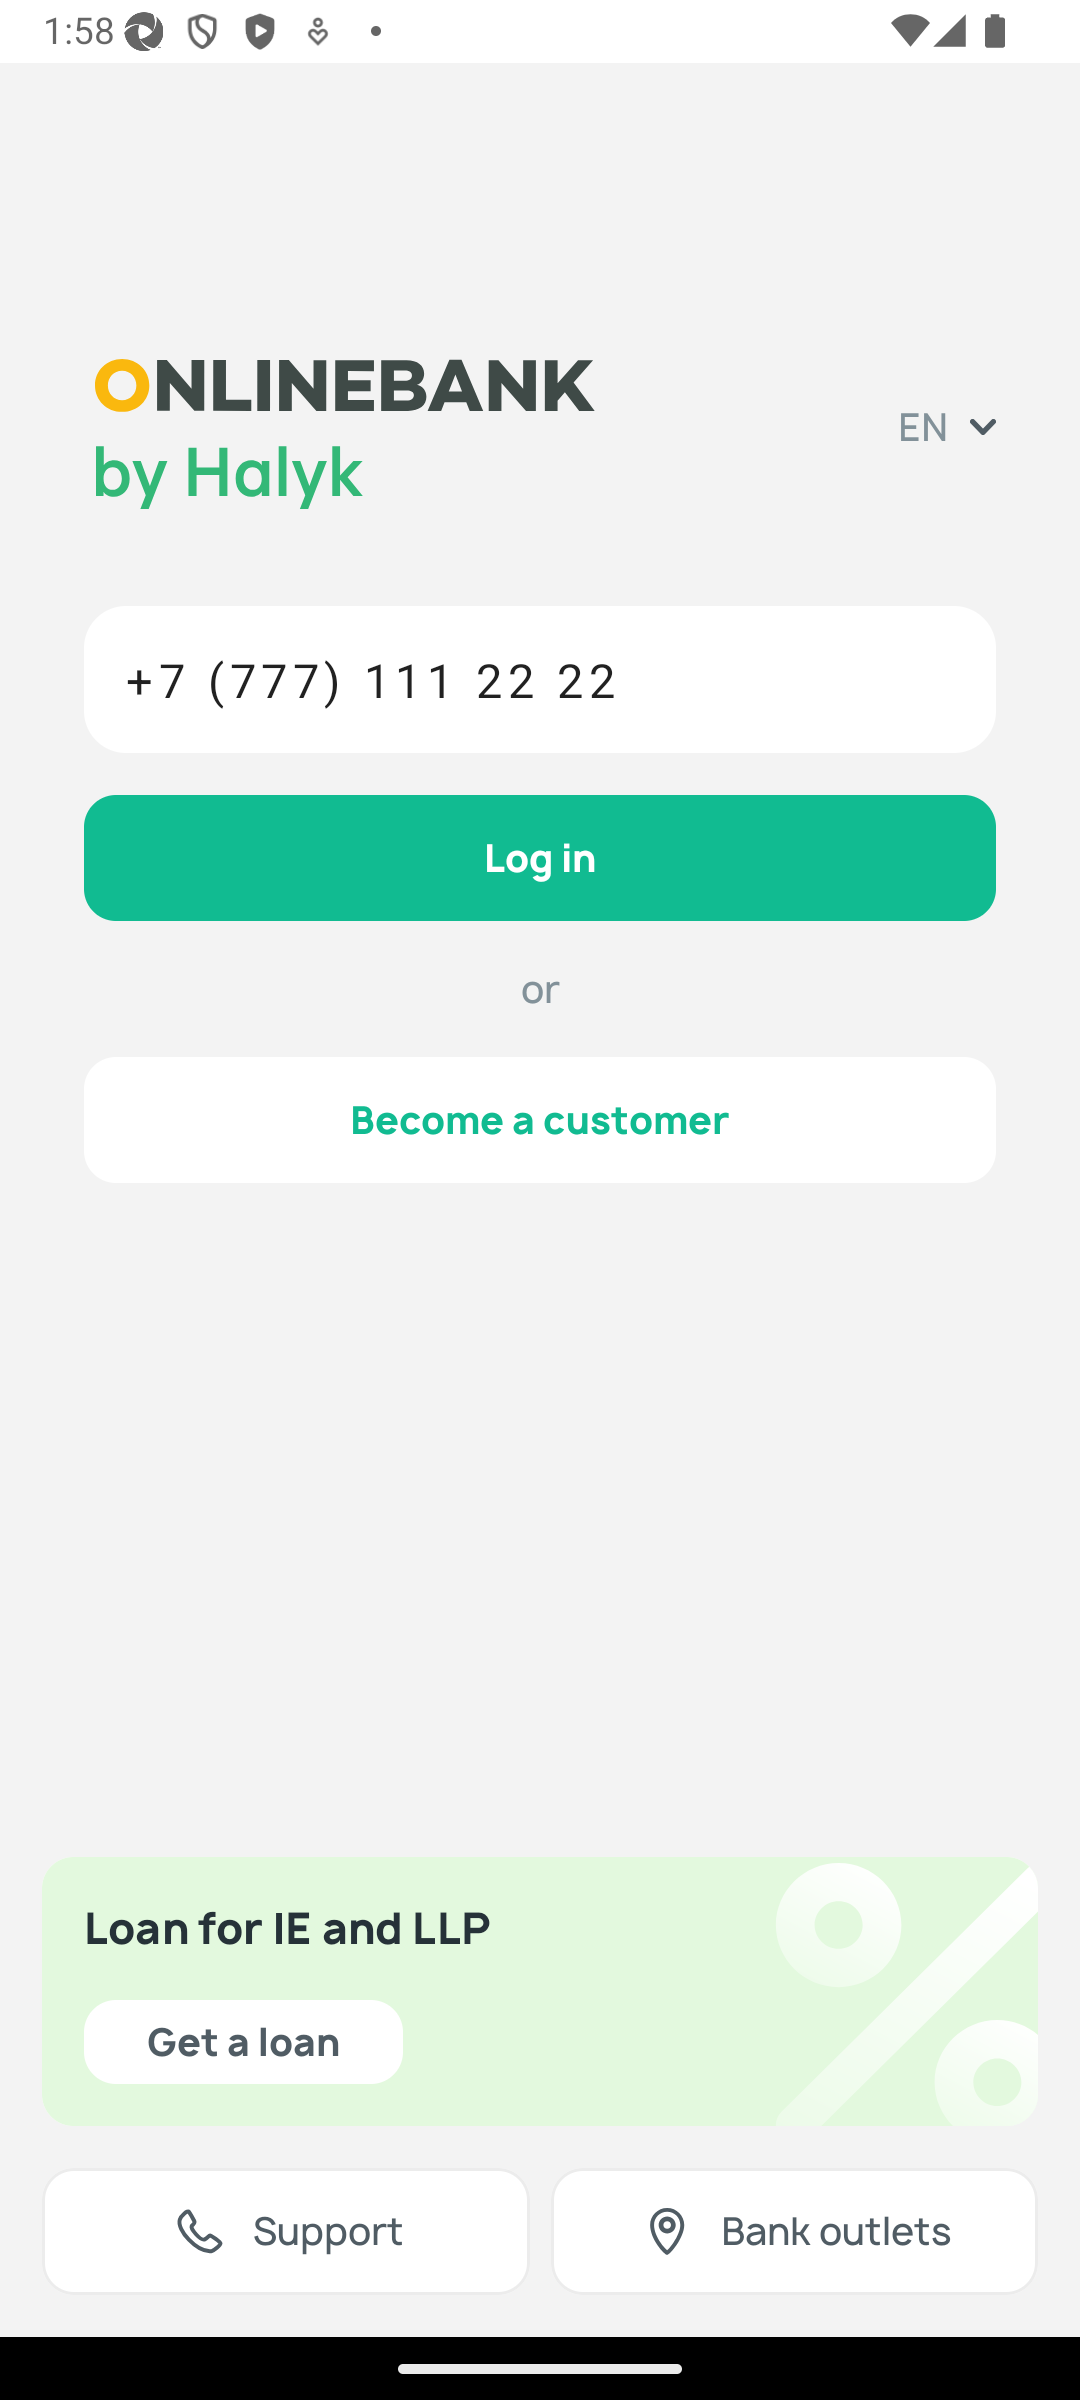 1:58
ONLINEBANK
by Halyk
EN
+7 (777) 111 22 22
Log in
or
Become a customer
Loan for IE and LLP
Get a loan
Support
Bank outlets